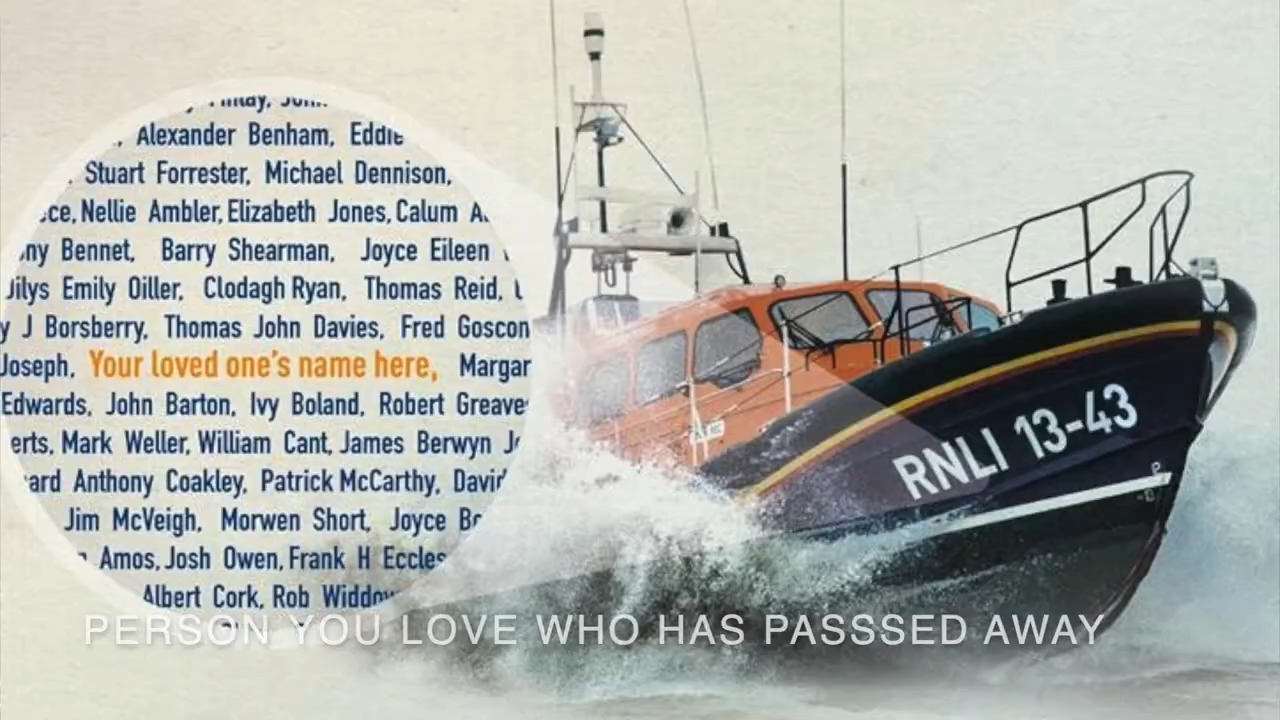 Alexander Benham, Eddie
Stuart Forrester, Michael Dennison,
Nellie Ambler, Elizabeth Jones, Calum
Bennet, Barry Shearman, Joyce Eileen
Emily Oiller, Clodagh Ryan, Thomas Reid,
J Borsberry, Thomas John Davies, Fred Goscon
Joseph, Your loved one's name here, Margar
Edwards, John Barton, Ivy Boland, Robert Greaves
erts, Mark Weller, William Cant, James Berwyn
ard Anthony Coakley, Patrick McCarthy, David
Jim McVeigh, Morwen Short, Joyce
Amos, Josh Owen, Frank H Eccles
Albert Cork, Rob Widdow
PERSON YOU LOVE WHO HAS PASSSED AWAY
RNLI 13-43